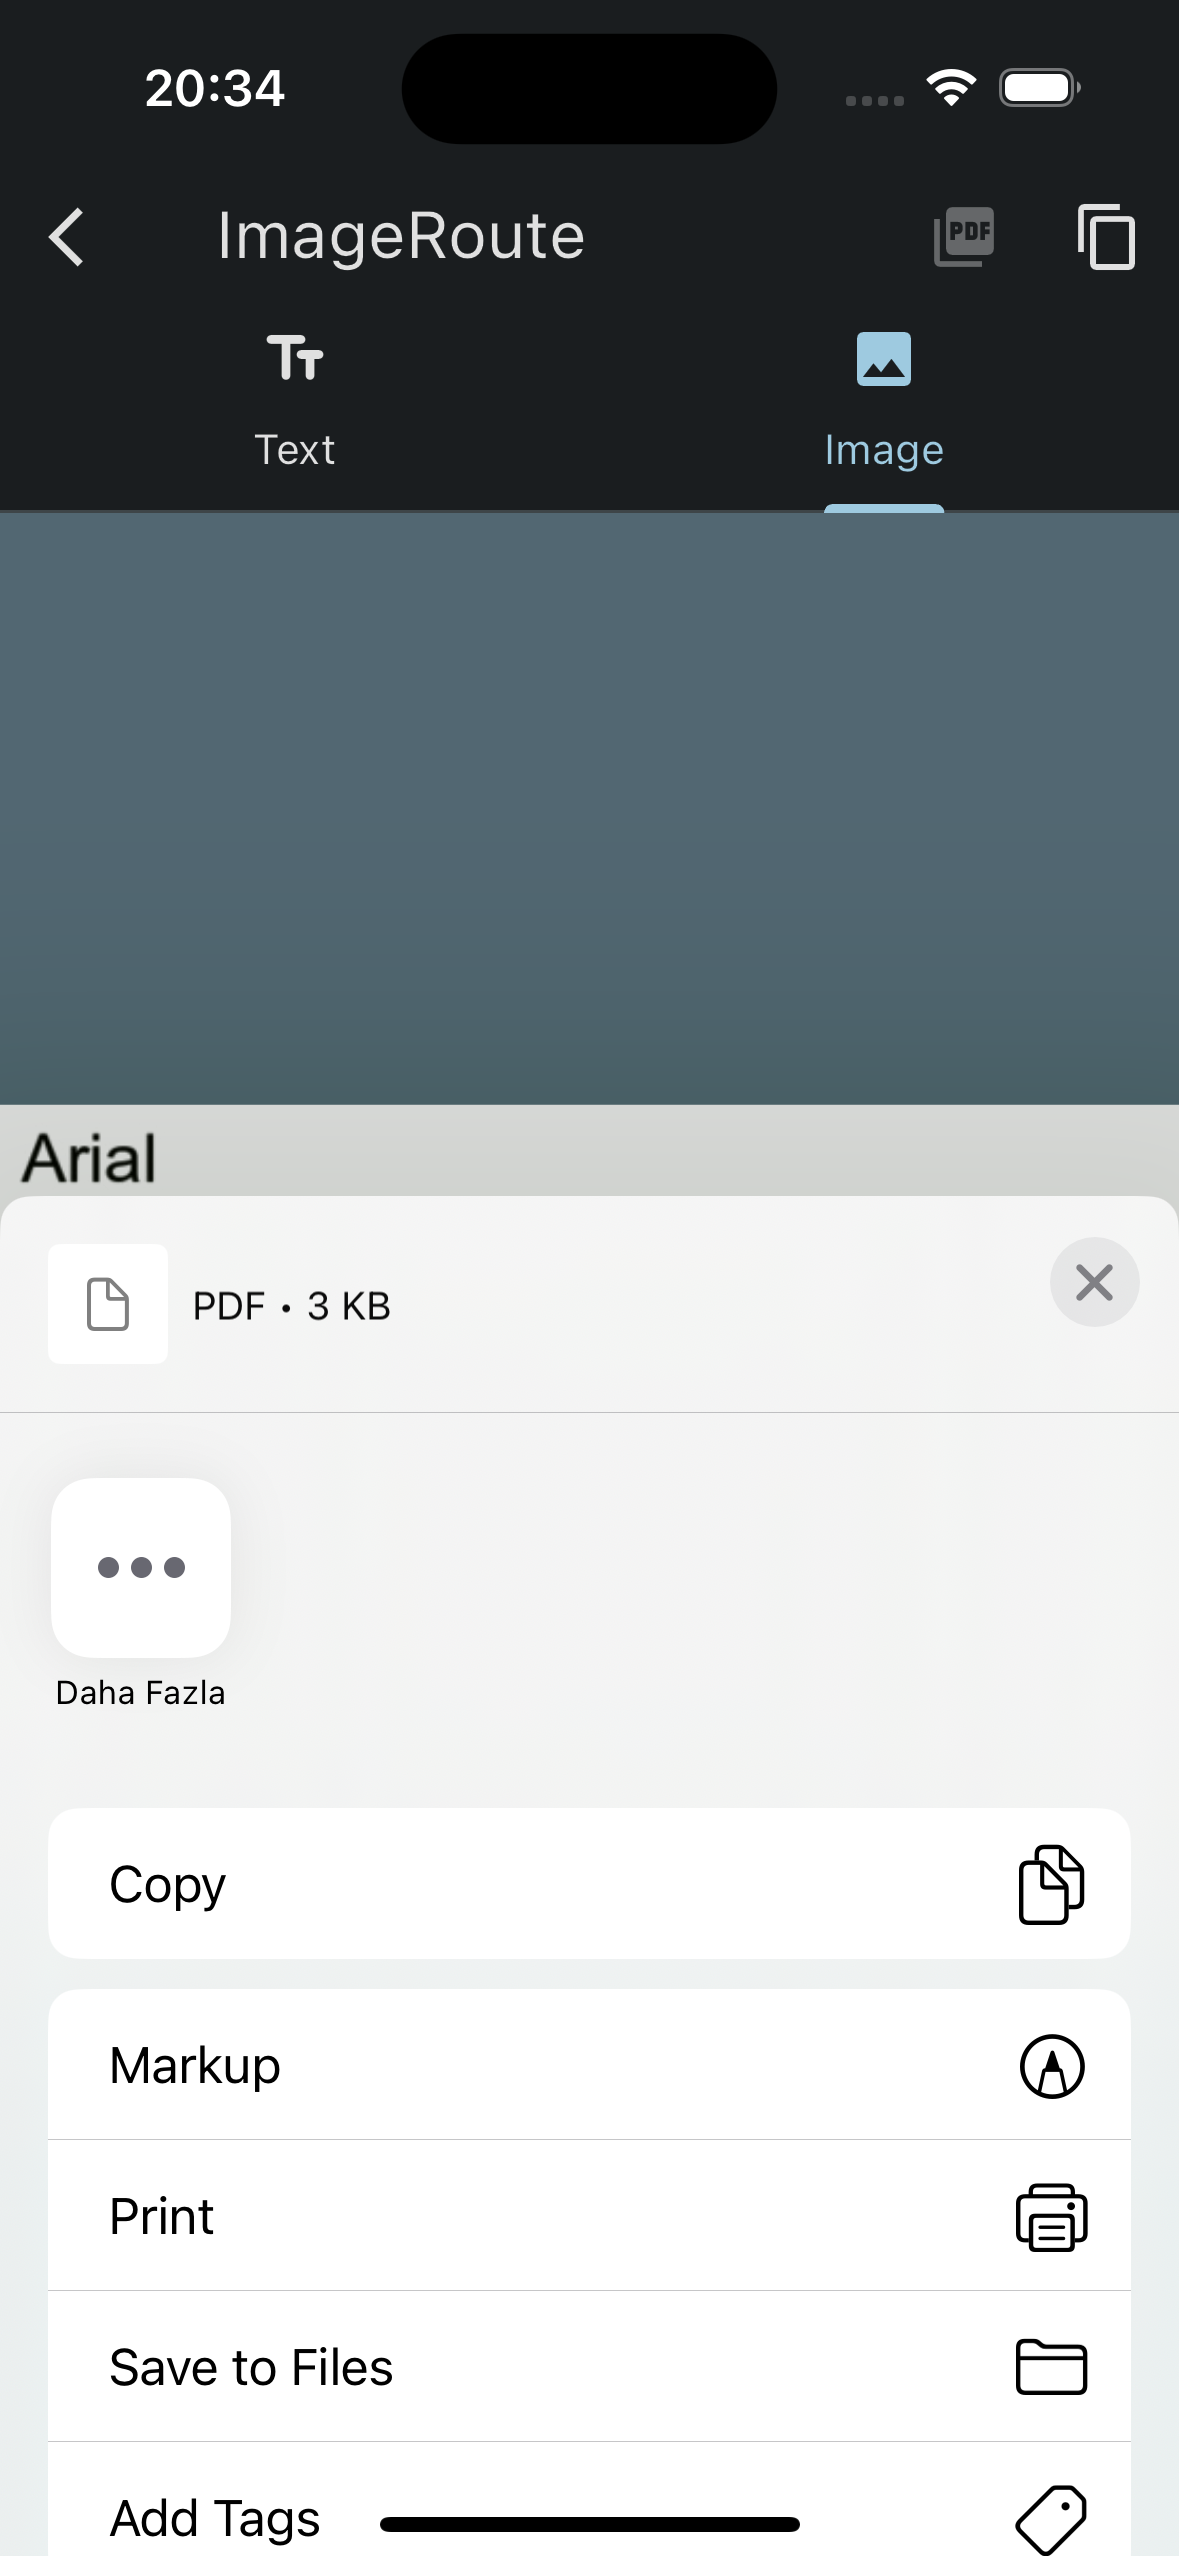 20:34
ImageRoute
PDF
Text
Image
Arial
PDF • 3 KB
Daha Fazla
Copy
Markup
Print
Save to Files
Add Tags